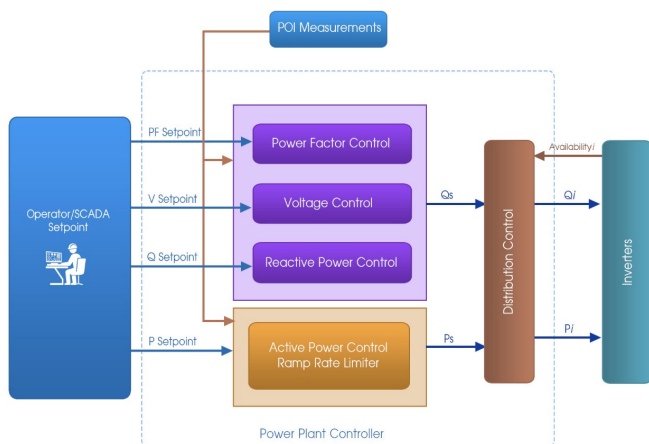 POI Measurements
PF Setpoint
Power Factor Control
Availability i
Operator/SCADA
Setpoint
V Setpoint
Voltage Control
Qs
Qi
Q Setpoint
Reactive Power Control
Distribution Control
Inverters
P Setpoint
Active Power Control
Ramp Rate Limiter
Ps
Pi
Power Plant Controller